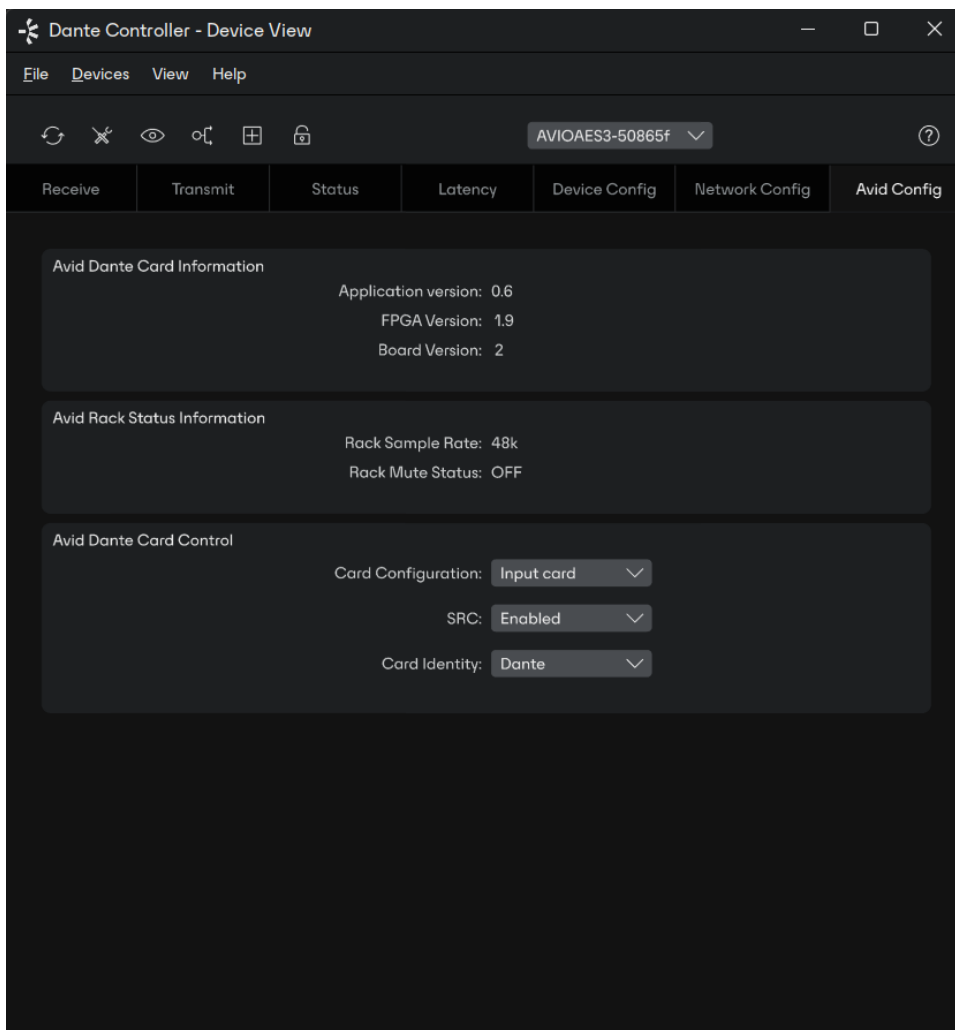 Dante Controller - Device View
File Devices View Help
AVIOAES3-50865f
Receive Transmit Status Latency Device Config Network Config Avid Config
Avid Dante Card Information
Application version: 0.6
FPGA Version: 1.9
Board Version: 2
Avid Rack Status Information
Rack Sample Rate: 48k
Rack Mute Status: OFF
Avid Dante Card Control
Card Configuration: Input card
SRC: Enabled
Card Identity: Dante